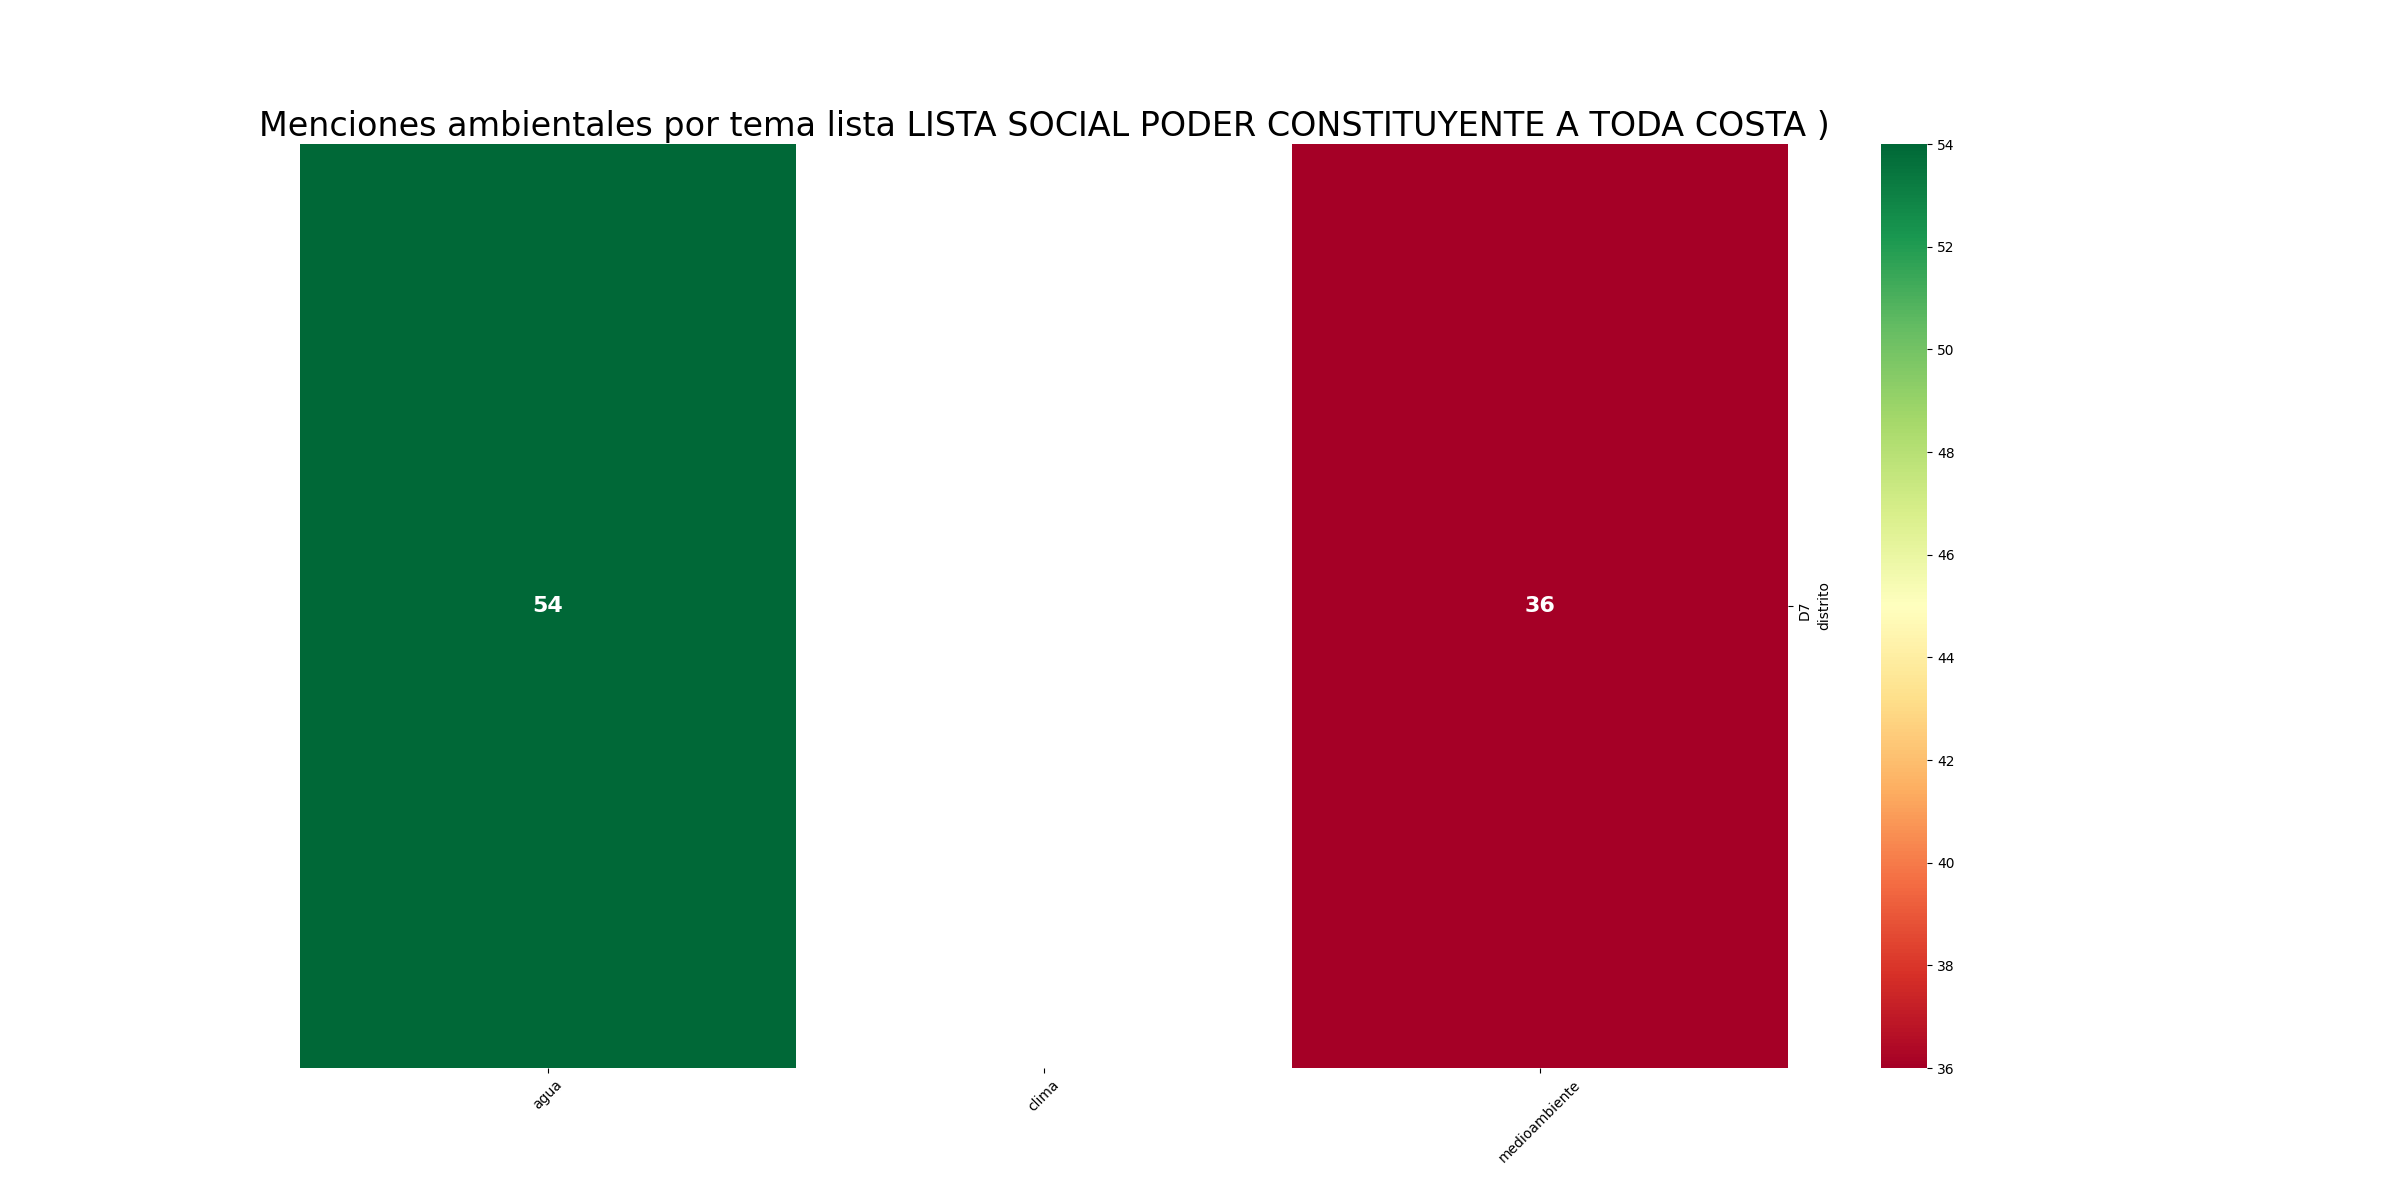 Menciones ambientales por tema lista LISTA SOCIAL PODER CONSTITUYENTE A TODA COSTA )
54
36
D7
distrito
54
52
50
48
46
44
42
40
38
36
agua
clima
medioambiente